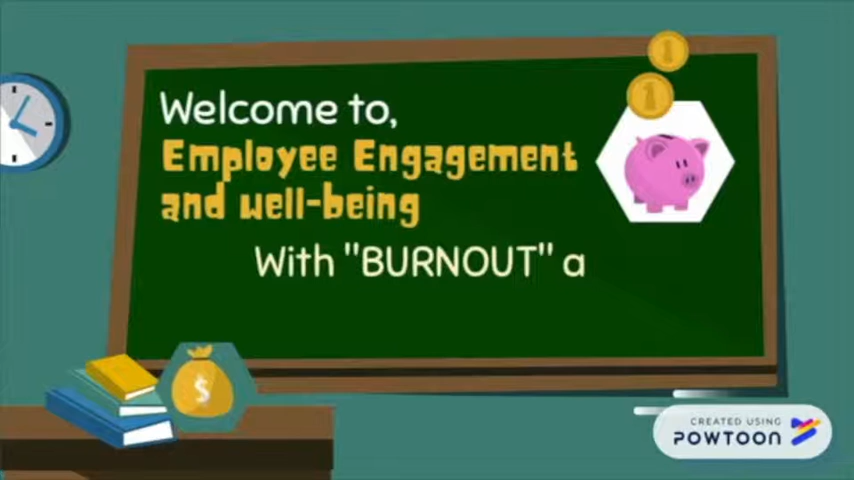 Welcome to,
Employee Engagement
and well-being
With "BURNOUT" a
CREATED USING
POWTOON